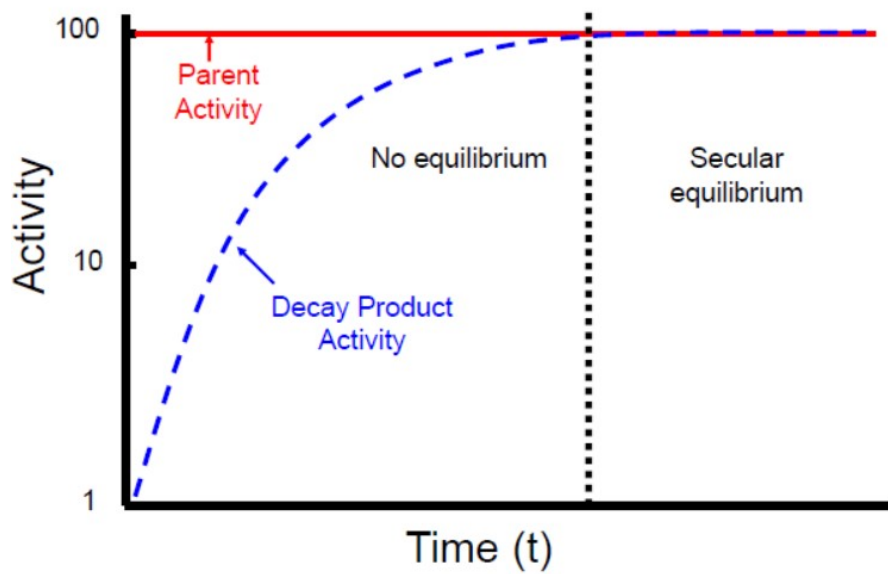 100
Parent
Activity
No equilibrium
Secular
equilibrium
Activity
10
Decay Product
Activity
1
Time (t)